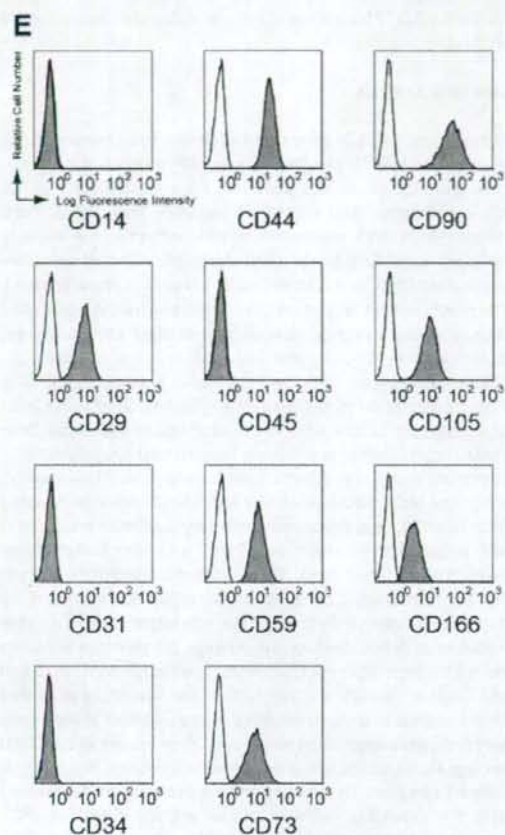 E
Relative Cell Number
Log Fluorescence Intensity
10⁰ 10¹ 10² 10³
CD14
10⁰ 10¹ 10² 10³
CD44
10⁰ 10¹ 10² 10³
CD90
10⁰ 10¹ 10² 10³
CD29
10⁰ 10¹ 10² 10³
CD45
10⁰ 10¹ 10² 10³
CD105
10⁰ 10¹ 10² 10³
CD31
10⁰ 10¹ 10² 10³
CD59
10⁰ 10¹ 10² 10³
CD166
10⁰ 10¹ 10² 10³
CD34
10⁰ 10¹ 10² 10³
CD73